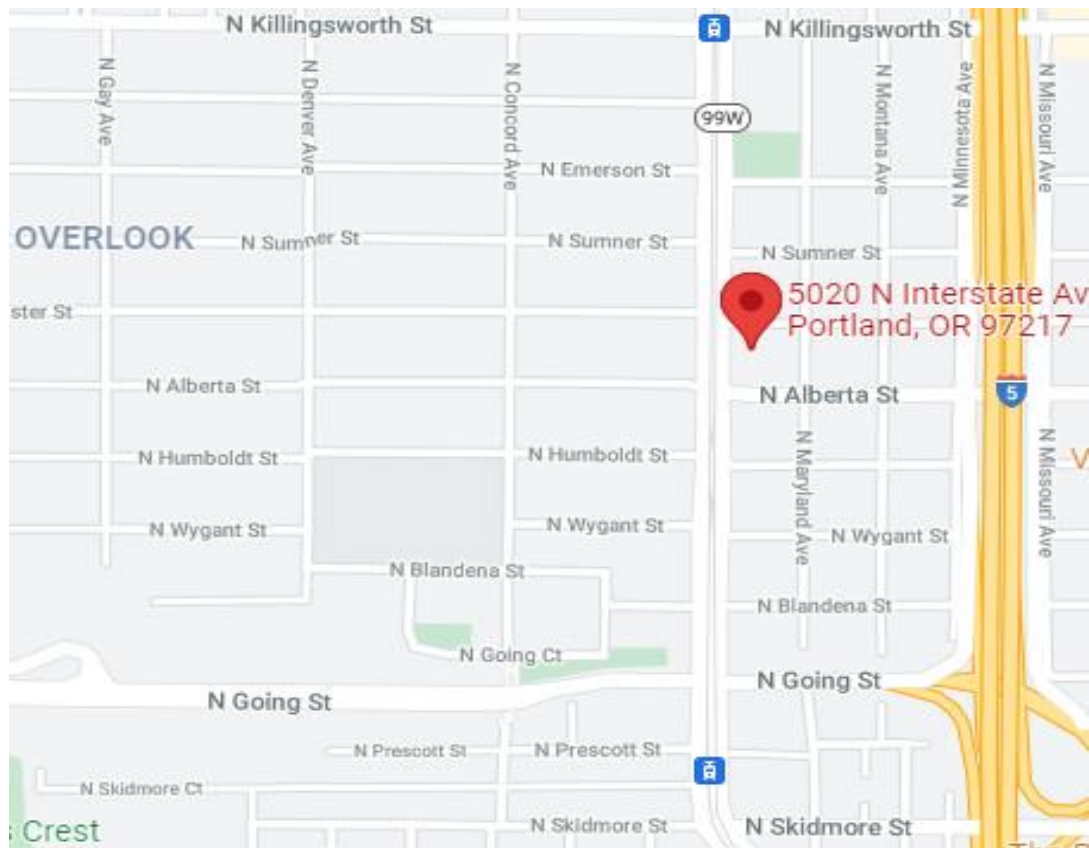 N Killingsworth St
N Killingsworth St
N Gay Ave
N Denver Ave
N Concord Ave
N Montana Ave
N Minnesota Ave
N Missouri Ave
99W
N Emerson St
OVERLOOK
N Sumner St
N Sumner St
N Sumner St
5020 N Interstate Av
Portland, OR 97217
ster St
N Alberta St
N Alberta St
5
N Humboldt St
N Humboldt St
N Maryland Ave
N Missouri Ave
V
N Wygant St
N Wygant St
N Wygant St
N Blandena St
N Blandena St
N Going Ct
N Going St
N Going St
N Prescott St
N Prescott St
N Skidmore Ct
N Skidmore St
N Skidmore St
s Crest